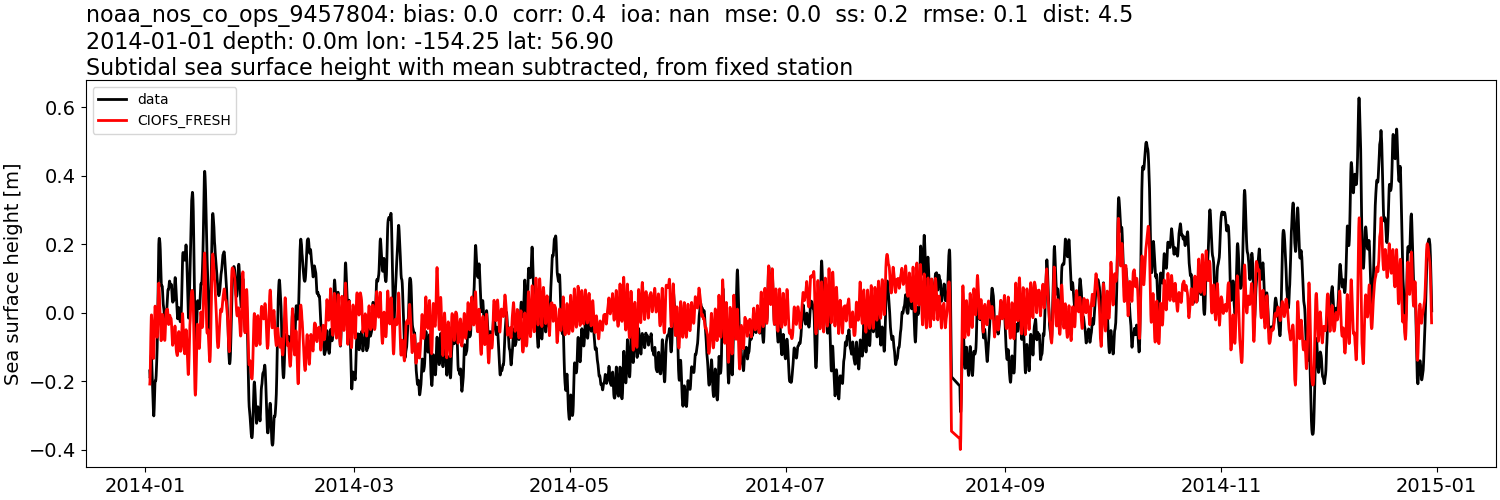 noaa_nos_co_ops_9457804: bias: 0.0  corr: 0.4  ioa: nan  mse: 0.0  ss: 0.2  rmse: 0.1  dist: 4.5
2014-01-01 depth: 0.0m lon: -154.25 lat: 56.90
Subtidal sea surface height with mean subtracted, from fixed station
data
CIOFS_FRESH
Sea surface height [m]
0.6
0.4
0.2
0.0
−0.2
−0.4
2014-01
2014-03
2014-05
2014-07
2014-09
2014-11
2015-01